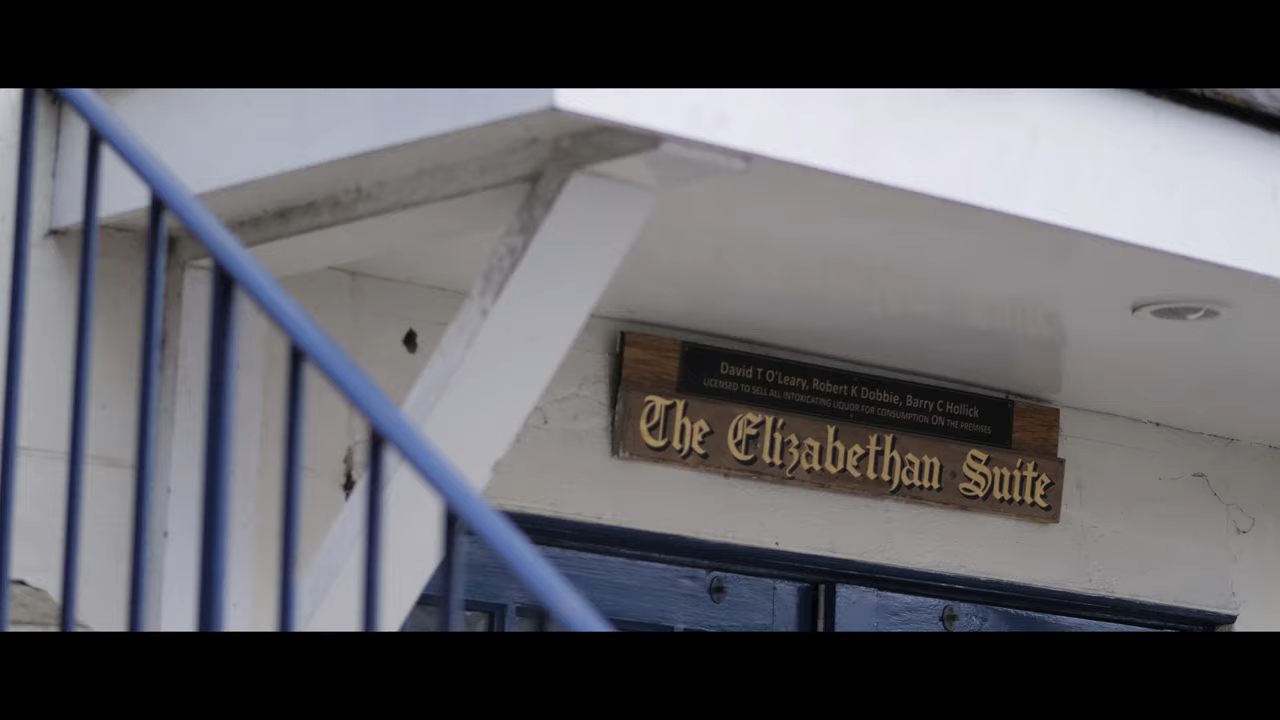 David T O'Leary, Robert K Dobbie, Barry C Hollick
LICENSED TO SELL ALL INTOXICATING LIQUOR FOR CONSUMPTION ON THE PREMISES
The Elizabethan Suite